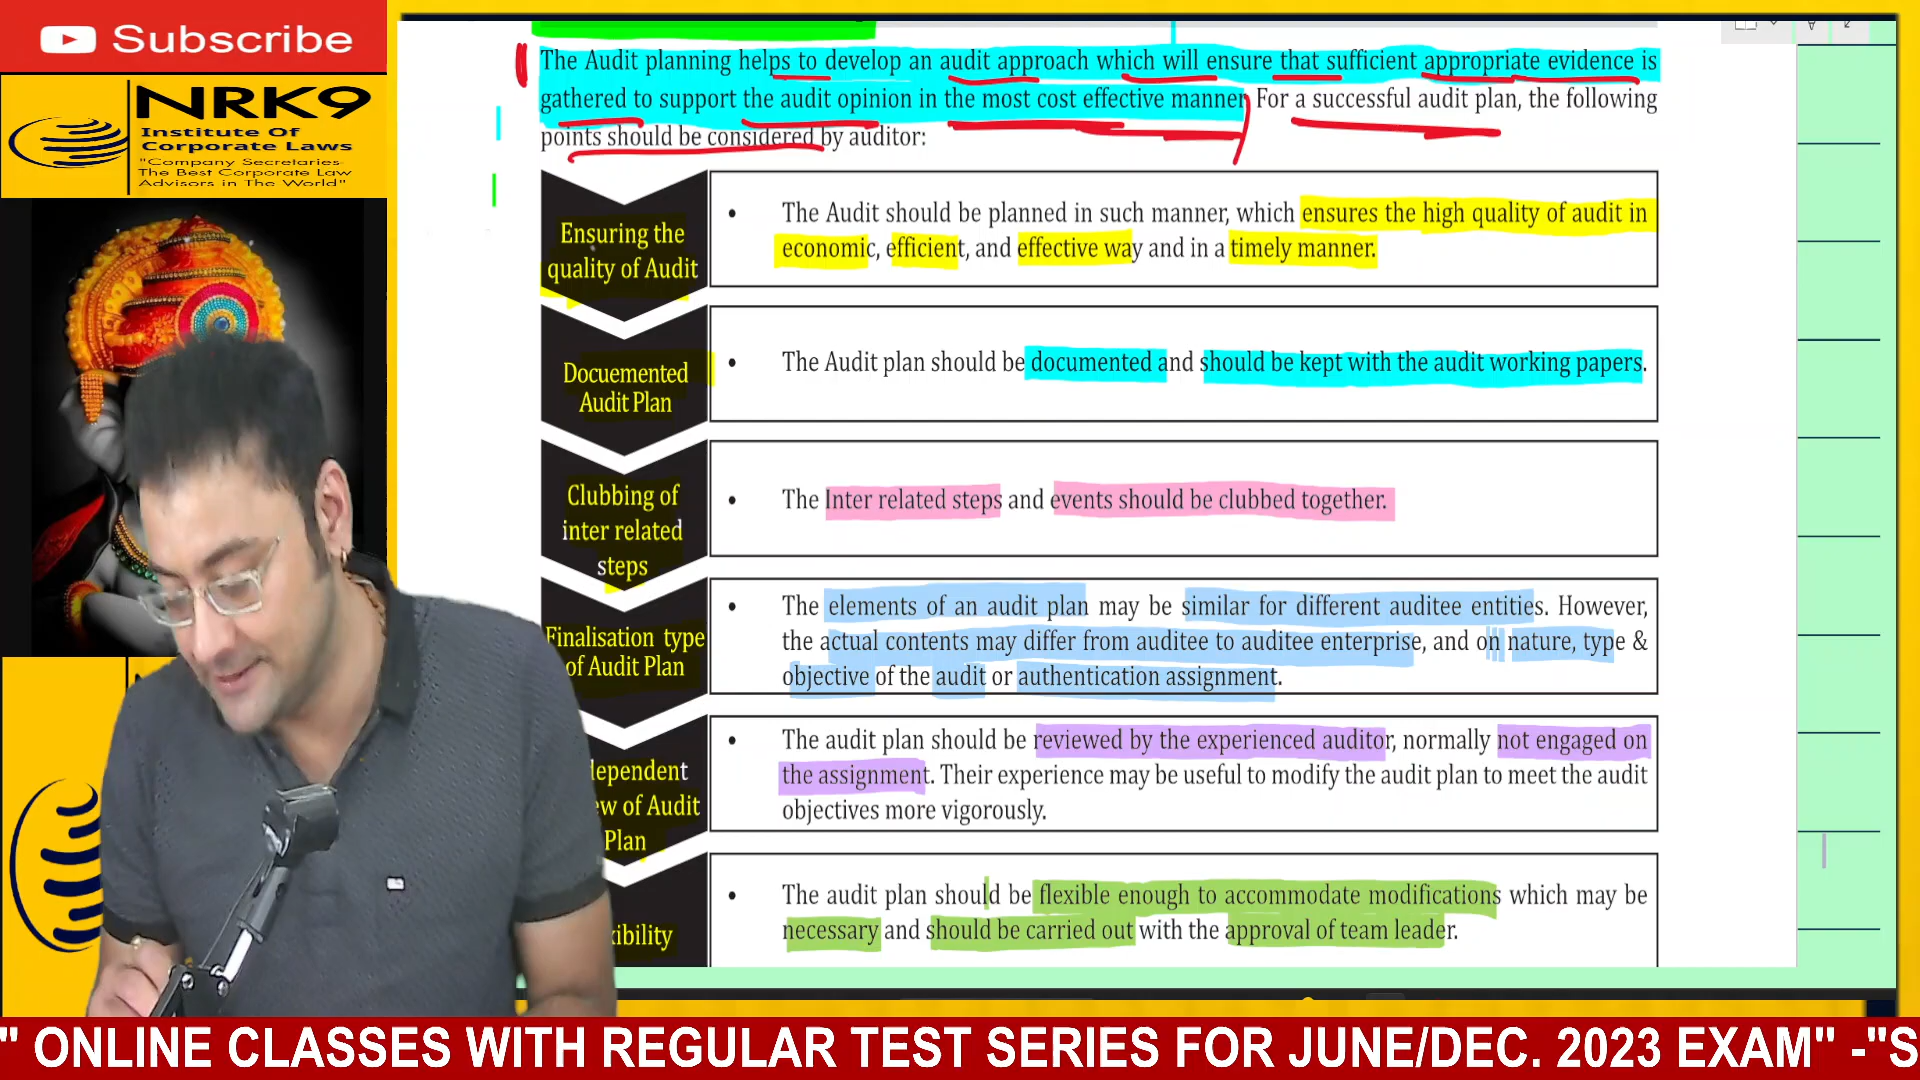 Subscribe
NRK9
Institute Of
Corporate Laws
"Company Secretaries-
The Best Corporate Law
Advisors in The World"
The Audit planning helps to develop an audit approach which will ensure that sufficient appropriate evidence is
gathered to support the audit opinion in the most cost effective manner. For a successful audit plan, the following
points should be considered by auditor:
Ensuring the
quality of Audit
• The Audit should be planned in such manner, which ensures the high quality of audit in
economic, efficient, and effective way and in a timely manner.
Docuemented
Audit Plan
• The Audit plan should be documented and should be kept with the audit working papers.
Clubbing of
inter related
steps
• The Inter related steps and events should be clubbed together.
Finalisation type
of Audit Plan
• The elements of an audit plan may be similar for different auditee entities. However,
the actual contents may differ from auditee to auditee enterprise, and on nature, type &
objective of the audit or authentication assignment.
dependent
ew of Audit
Plan
• The audit plan should be reviewed by the experienced auditor, normally not engaged on
the assignment. Their experience may be useful to modify the audit plan to meet the audit
objectives more vigorously.
xibility
• The audit plan should be flexible enough to accommodate modifications which may be
necessary and should be carried out with the approval of team leader.
" ONLINE CLASSES WITH REGULAR TEST SERIES FOR JUNE/DEC. 2023 EXAM" -"S